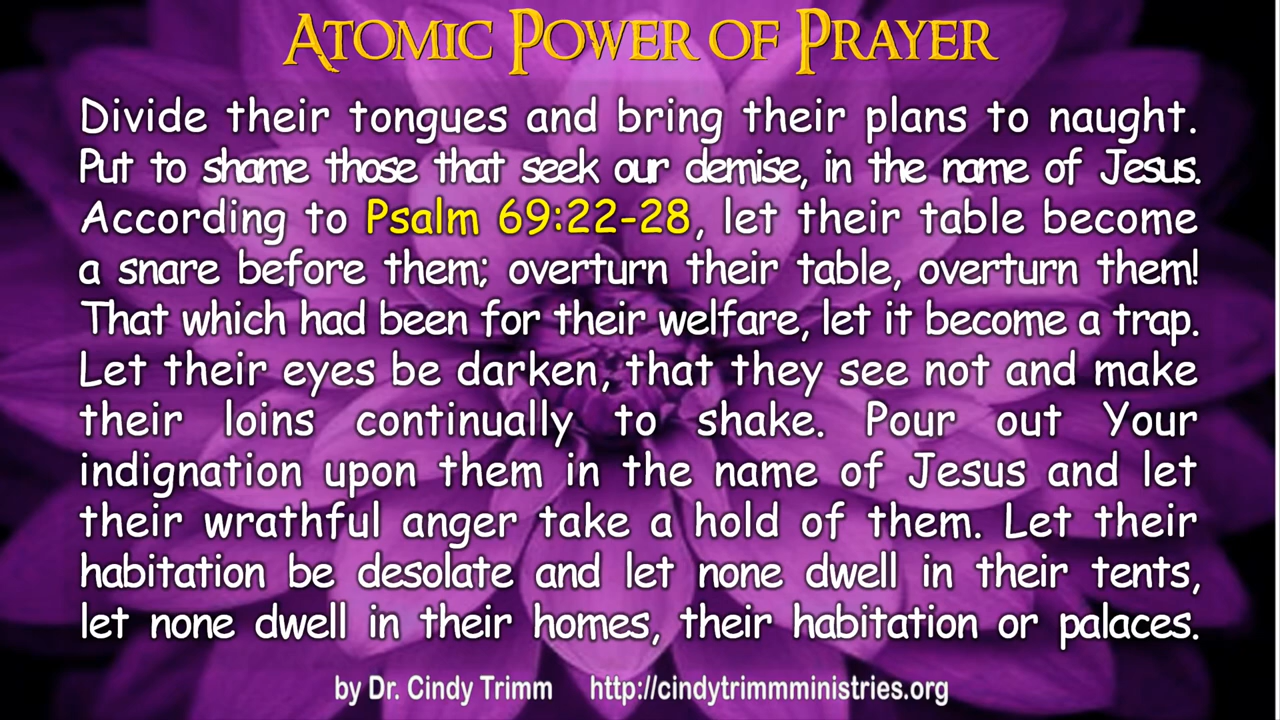 Atomic Power of Prayer
Divide their tongues and bring their plans to naught.
Put to shame those that seek our demise, in the name of Jesus.
According to Psalm 69:22-28, let their table become
a snare before them; overturn their table, overturn them!
That which had been for their welfare, let it become a trap.
Let their eyes be darken, that they see not and make
their loins continually to shake. Pour out Your
indignation upon them in the name of Jesus and let
their wrathful anger take a hold of them. Let their
habitation be desolate and let none dwell in their tents,
let none dwell in their homes, their habitation or palaces.
by Dr. Cindy Trimm http://cindytrimmministries.org